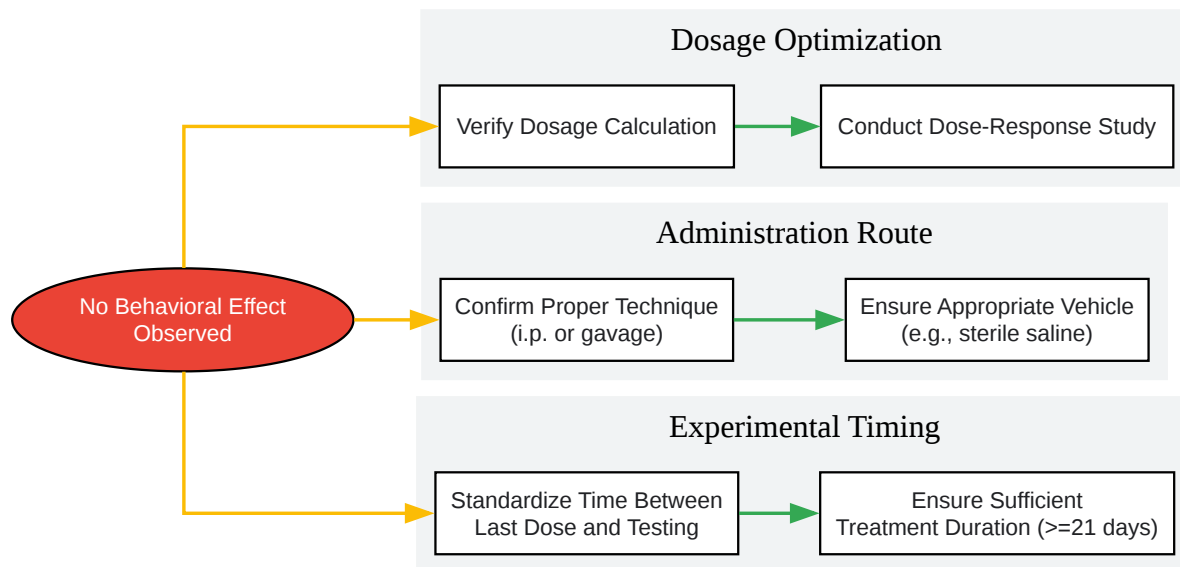 Dosage Optimization
Verify Dosage Calculation
Conduct Dose-Response Study
Administration Route
No Behavioral Effect
Observed
Confirm Proper Technique
(i.p. or gavage)
Ensure Appropriate Vehicle
(e.g., sterile saline)
Experimental Timing
Standardize Time Between
Last Dose and Testing
Ensure Sufficient
Treatment Duration (>=21 days)